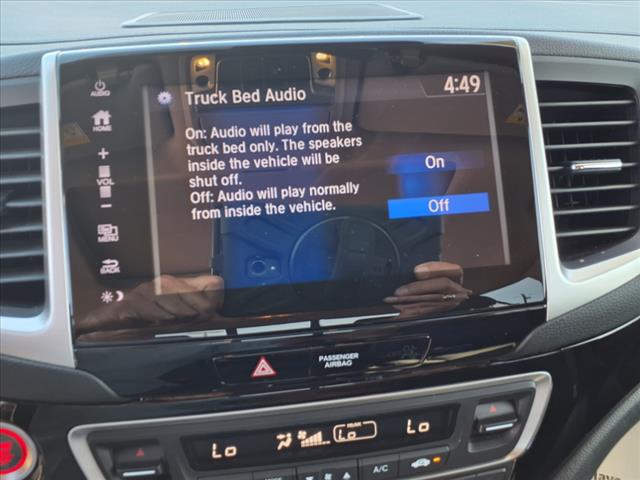 Truck Bed Audio
4:49
AUDIO
HOME
+
VOL
-
MENU
BACK
On: Audio will play from the
truck bed only. The speakers
inside the vehicle will be
shut off.
Off: Audio will play normally
from inside the vehicle.
On
Off
PASSENGER
AIRBAG
Lo
Lo
Lo
A/C